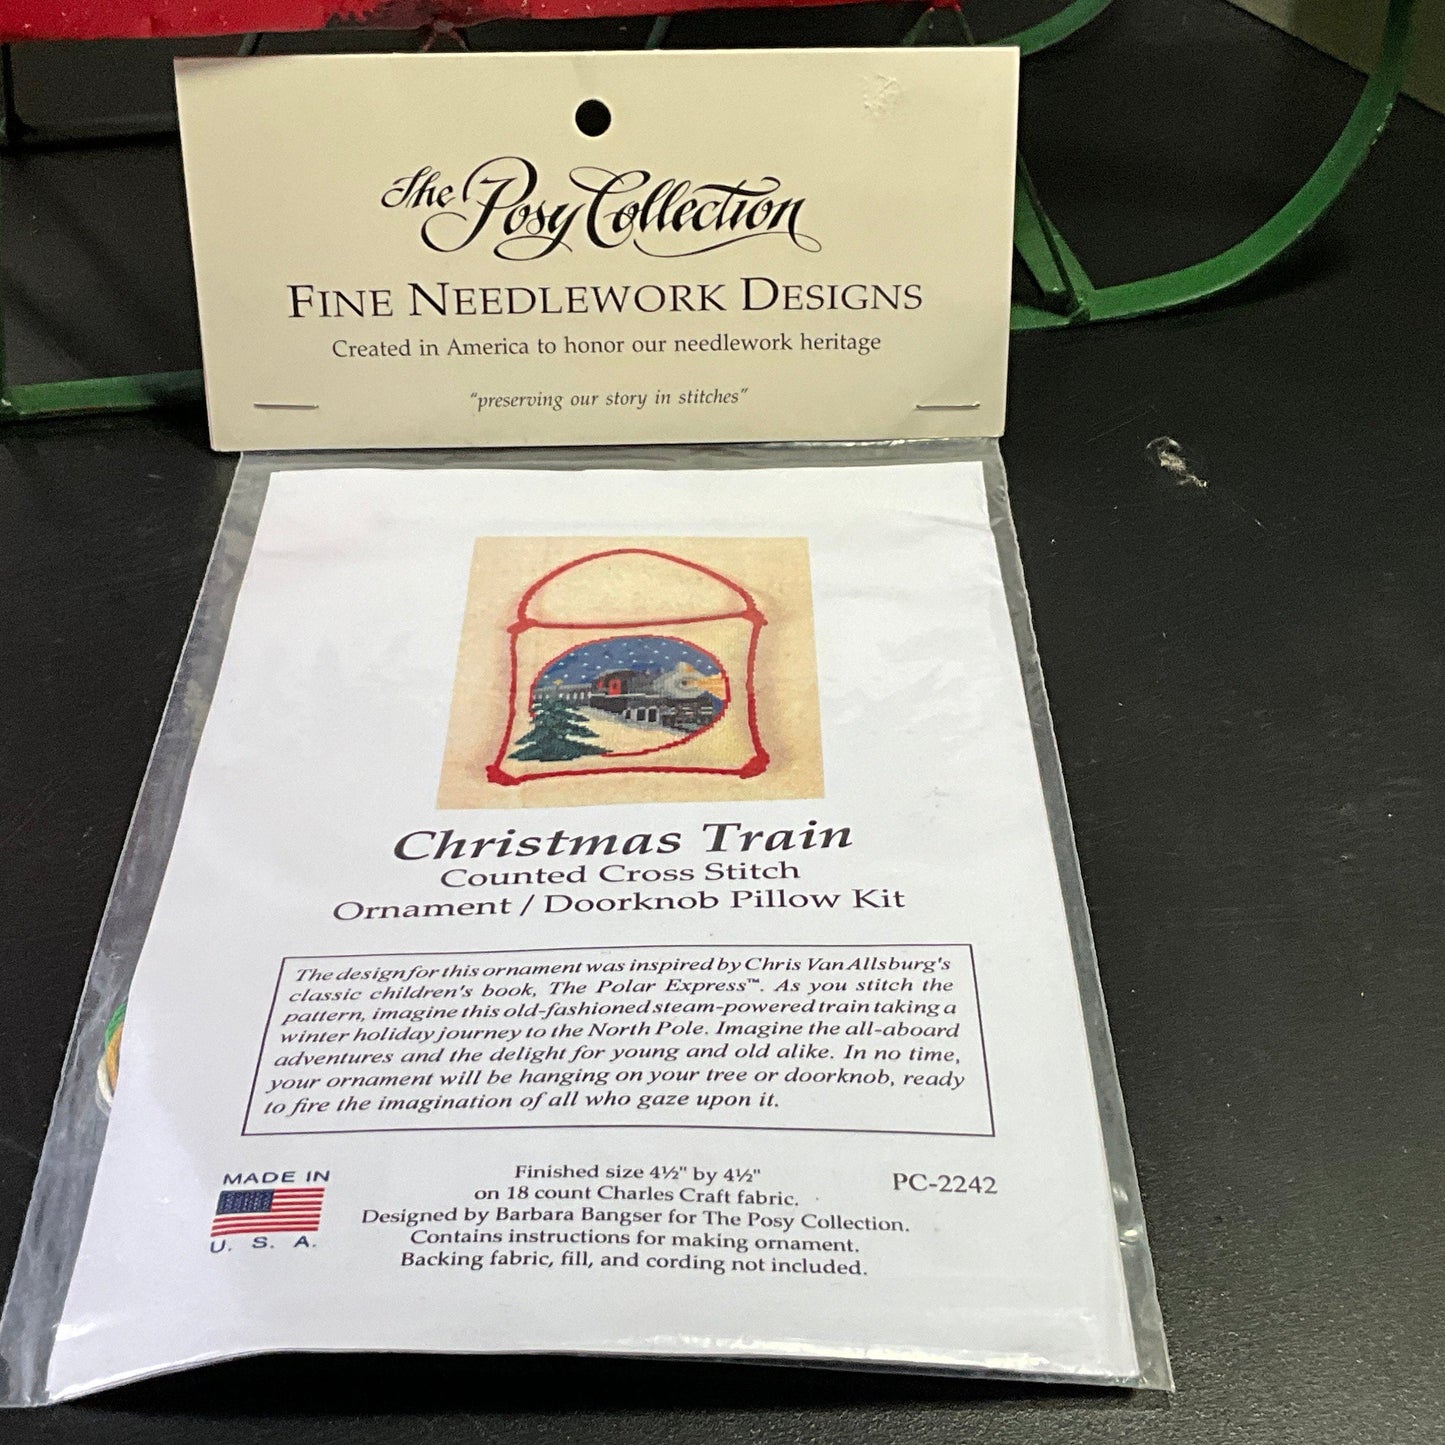 The Posy Collection
FINE NEEDLEWORK DESIGNS
Created in America to honor our needlework heritage
"preserving our story in stitches"
Christmas Train
Counted Cross Stitch
Ornament / Doorknob Pillow Kit
The design for this ornament was inspired by Chris Van Allsburg's
classic children's book, The Polar Express™. As you stitch the
pattern, imagine this old-fashioned steam-powered train taking a
winter holiday journey to the North Pole. Imagine the all-aboard
adventures and the delight for young and old alike. In no time,
your ornament will be hanging on your tree or doorknob, ready
to fire the imagination of all who gaze upon it.
MADE IN
U. S. A.
Finished size 4½" by 4½"
on 18 count Charles Craft fabric.
Designed by Barbara Bangser for The Posy Collection.
Contains instructions for making ornament.
Backing fabric, fill, and cording not included.
PC-2242